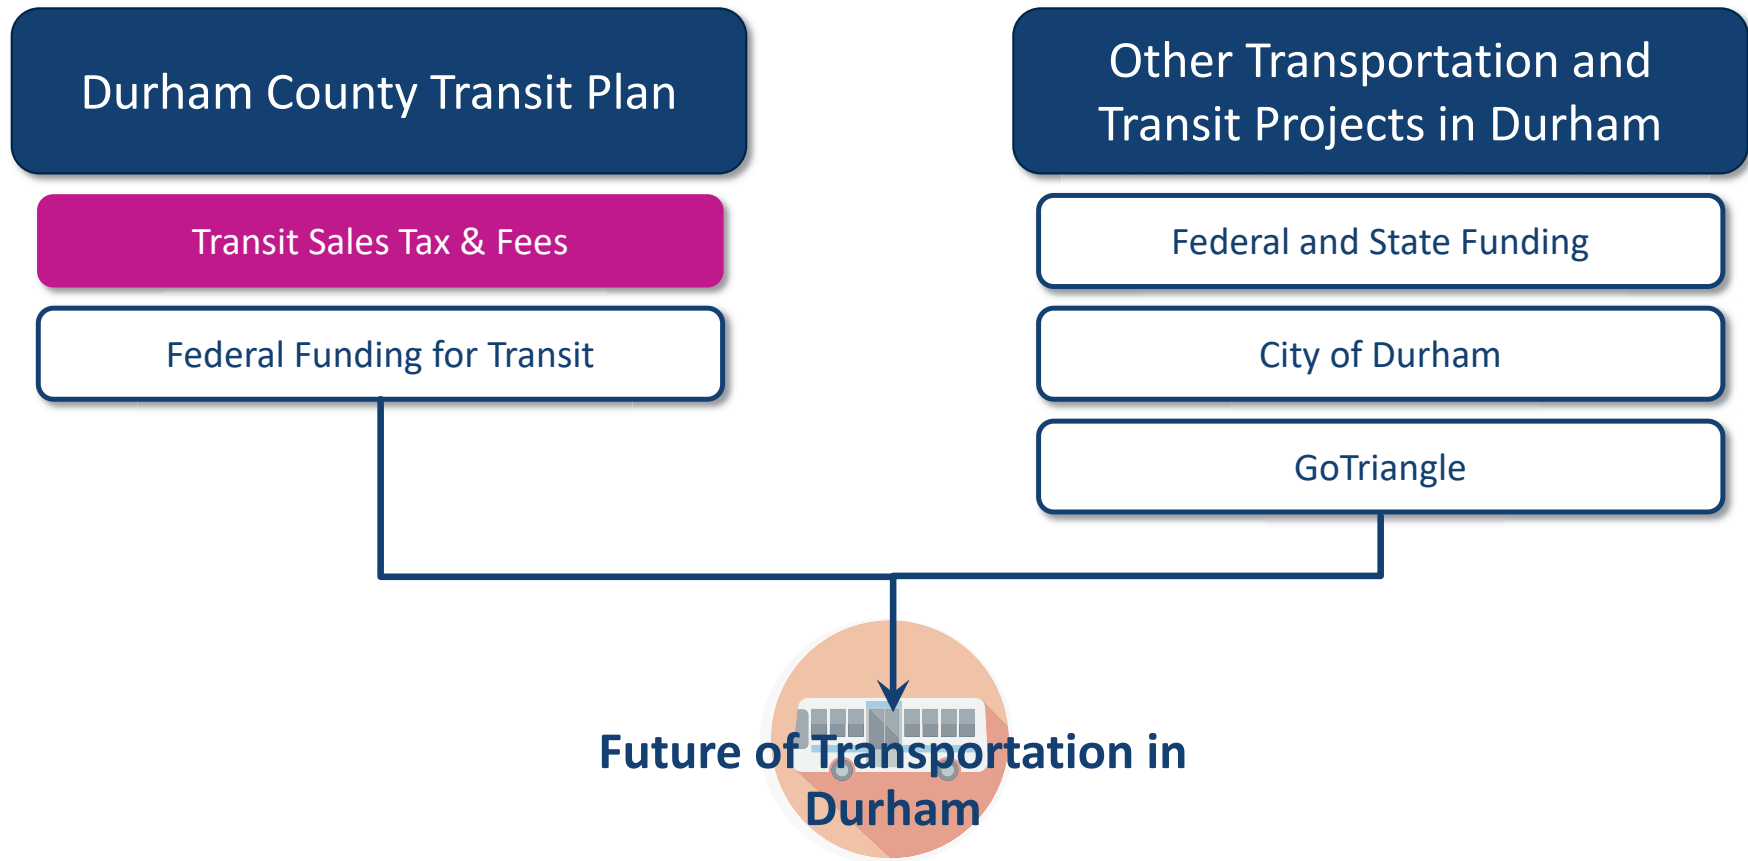 Durham County Transit Plan
Transit Sales Tax & Fees
Federal Funding for Transit
Other Transportation and
Transit Projects in Durham
Federal and State Funding
City of Durham
GoTriangle
Future of Transportation in
Durham